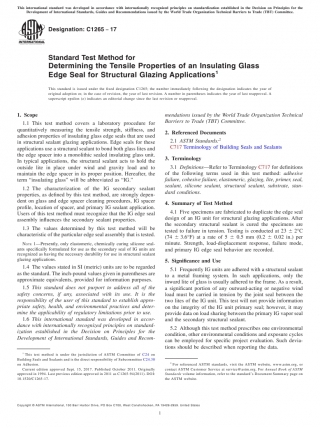 This international standard was developed in accordance with internationally recognized principles on standardization established in the Decision on Principles for the
Development of International Standards, Guides and Recommendations issued by the World Trade Organization Technical Barriers to Trade (TBT) Committee.
Designation: C1265 − 17
Standard Test Method for
Determining the Tensile Properties of an Insulating Glass
Edge Seal for Structural Glazing Applications1
This standard is issued under the fixed designation C1265; the number immediately following the designation indicates the year of
original adoption or, in the case of revision, the year of last revision. A number in parentheses indicates the year of last reapproval. A
superscript epsilon (ε) indicates an editorial change since the last revision or reapproval.
1. Scope
1.1 This test method covers a laboratory procedure for
quantitatively measuring the tensile strength, stiffness, and
adhesion properties of insulating glass edge seals that are used
in structural sealant glazing applications. Edge seals for these
applications use a structural sealant to bond both glass lites and
the edge spacer into a monolithic sealed insulating glass unit.
In typical applications, the structural sealant acts to hold the
outside lite in place under wind and gravity load and to
maintain the edge spacer in its proper position. Hereafter, the
term “insulating glass” will be abbreviated as “IG.”
1.2 The characterization of the IG secondary sealant
properties, as defined by this test method, are strongly depen-
dent on glass and edge spacer cleaning procedures, IG spacer
profile, location of spacer, and primary IG sealant application.
Users of this test method must recognize that the IG edge seal
assembly influences the secondary sealant properties.
1.3 The values determined by this test method will be
characteristic of the particular edge seal assembly that is tested.
NOTE 1—Presently, only elastomeric, chemically curing silicone seal-
ants specifically formulated for use as the secondary seal of IG units are
recognized as having the necessary durability for use in structural sealant
glazing applications.
1.4 The values stated in SI (metric) units are to be regarded
as the standard. The inch-pound values given in parentheses are
approximate equivalents, provided for information purposes.
1.5 This standard does not purport to address all of the
safety concerns, if any, associated with its use. It is the
responsibility of the user of this standard to establish appro-
priate safety, health, and environmental practices and deter-
mine the applicability of regulatory limitations prior to use.
1.6 This international standard was developed in accor-
dance with internationally recognized principles on standard-
ization established in the Decision on Principles for the
Development of International Standards, Guides and Recom-
mendations issued by the World Trade Organization Technical
Barriers to Trade (TBT) Committee.
2. Referenced Documents
2.1 ASTM Standards:2
C717 Terminology of Building Seals and Sealants
3. Terminology
3.1 Definitions—Refer to Terminology C717 for definitions
of the following terms used in this test method: adhesive
failure, cohesive failure, elastomeric, glazing, lite, primer, seal,
sealant, silicone sealant, structural sealant, substrate, stan-
dard conditions.
4. Summary of Test Method
4.1 Five specimens are fabricated to duplicate the edge seal
design of an IG unit for structural glazing applications. After
the secondary structural sealant is cured the specimens are
tested to failure in tension. Testing is conducted at 23 ± 2°C
(74 ± 3.6°F) at a rate of 5 ± 0.5 mm (0.2 ± 0.02 in.) per
minute. Strength, load-displacement response, failure mode,
and primary IG edge seal behavior are recorded.
5. Significance and Use
5.1 Frequently IG units are adhered with a structural sealant
to a metal framing system. In such applications, only the
inward lite of glass is usually adhered to the frame. As a result,
a significant portion of any outward-acting or negative wind
load must be carried in tension by the joint seal between the
two lites of the IG unit. This test will not provide information
on the integrity of the IG unit primary seal; however, it may
provide data on load sharing between the primary IG vapor seal
and the secondary structural sealant.
5.2 Although this test method prescribes one environmental
condition, other environmental conditions and exposure cycles
can be employed for specific project evaluation. Such devia-
tions should be described when reporting the data.
1 This test method is under the jurisdiction of ASTM Committee C24 on
Building Seals and Sealants and is the direct responsibility of Subcommittee C24.30
on Adhesion.
Current edition approved Sept. 15, 2017. Published October 2017. Originally
approved in 1994. Last previous edition approved in 2011 as
2 For referenced ASTM standards, visit the ASTM website, www.astm.org, or
contact ASTM Customer Service at service@astm.org. For Annual Book of ASTM
Standards volume information, refer to the standard's Document Summary page on
the ASTM website.
Copyright © ASTM International, 100 Barr Harbor Drive, PO Box C700, West Conshohocken, PA 19428-2959. United States
1